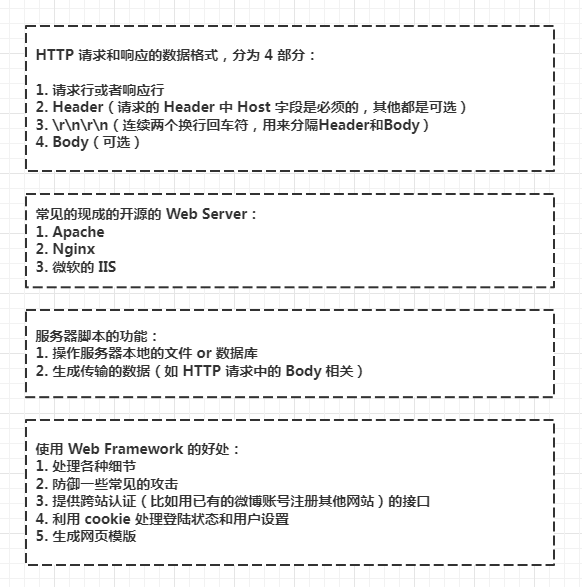 HTTP 请求和响应的数据格式，分为 4 部分：
1. 请求行或者响应行
2. Header（请求的 Header 中 Host 字段是必须的，其他都是可选）
3. \r\n\r\n（连续两个换行回车符，用来分隔Header和Body）
4. Body（可选）
常见的现成的开源的 Web Server：
1. Apache
2. Nginx
3. 微软的 IIS
服务器脚本的功能：
1. 操作服务器本地的文件 or 数据库
2. 生成传输的数据（如 HTTP 请求中的 Body 相关）
使用 Web Framework 的好处：
1. 处理各种细节
2. 防御一些常见的攻击
3. 提供跨站认证（比如用已有的微博账号注册其他网站）的接口
4. 利用 cookie 处理登陆状态和用户设置
5. 生成网页模版